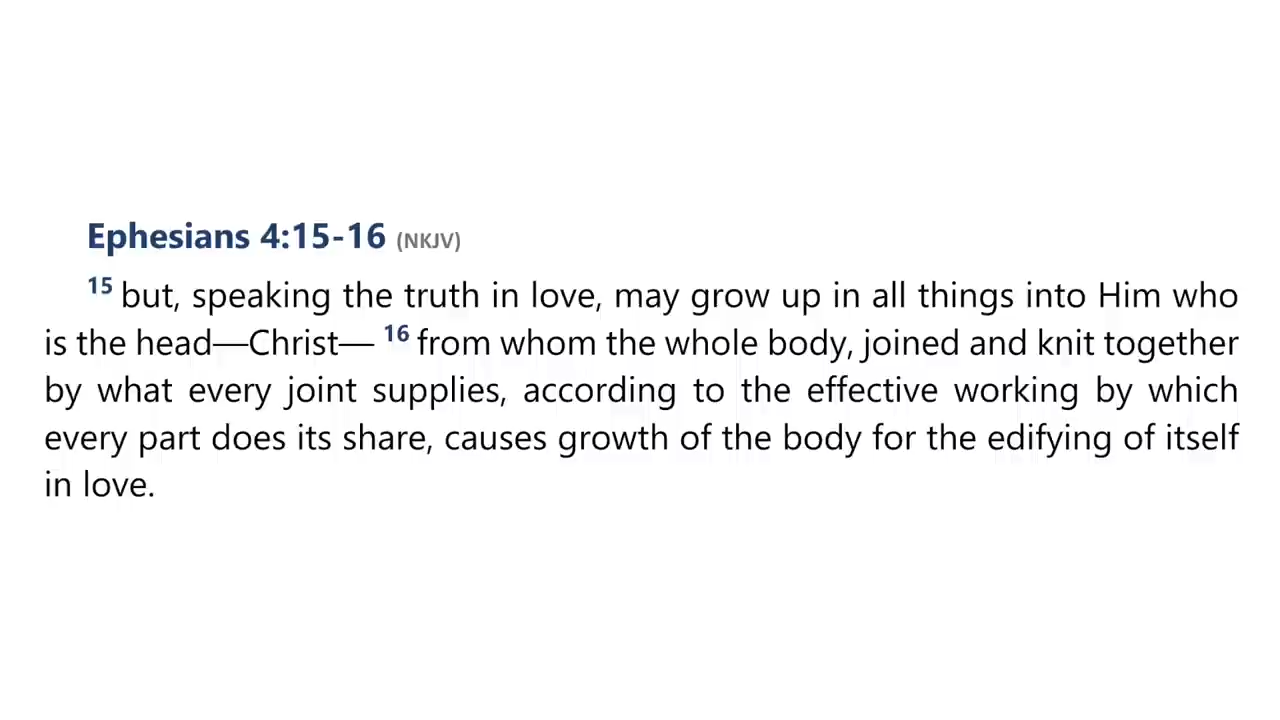 Ephesians 4:15-16 (NKJV)
15 but, speaking the truth in love, may grow up in all things into Him who
is the head—Christ— 16 from whom the whole body, joined and knit together
by what every joint supplies, according to the effective working by which
every part does its share, causes growth of the body for the edifying of itself
in love.